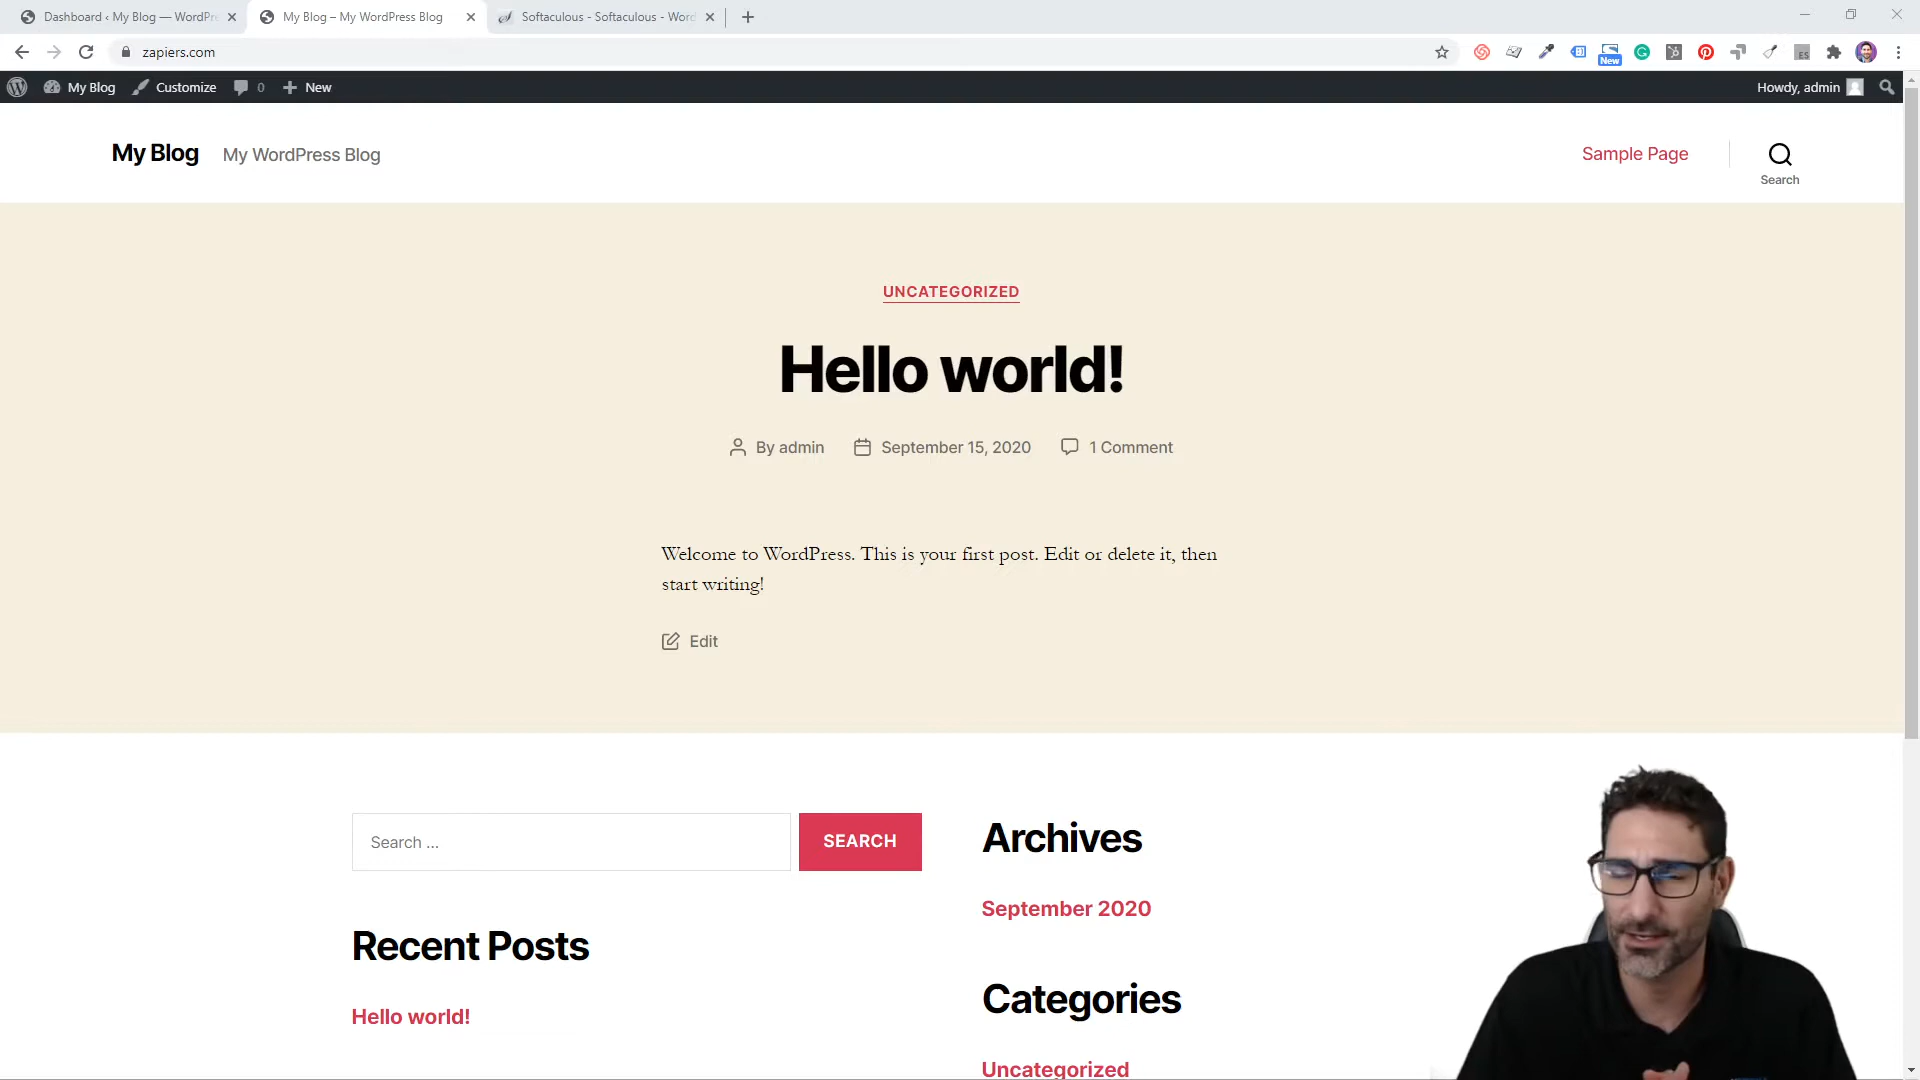 Dashboard ‹ My Blog — WordPre
My Blog – My WordPress Blog
Softaculous - Softaculous - Word
zapiers.com
New
ES
My Blog
Customize
0
New
Howdy, admin
My Blog
My WordPress Blog
Sample Page
Search
UNCATEGORIZED
Hello world!
By admin
September 15, 2020
1 Comment
Welcome to WordPress. This is your first post. Edit or delete it, then
start writing!
Edit
Search ...
SEARCH
Archives
September 2020
Recent Posts
Categories
Hello world!
Uncategorized